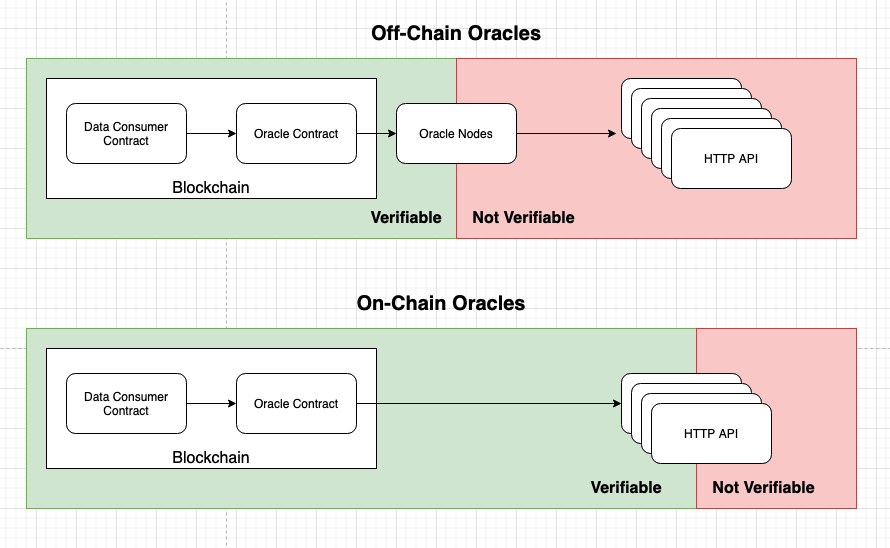 Off-Chain Oracles
Data Consumer
Contract
Oracle Contract
Oracle Nodes
HTTP API
Blockchain
Verifiable
Not Verifiable
On-Chain Oracles
Data Consumer
Contract
Oracle Contract
HTTP API
Blockchain
Verifiable
Not Verifiable